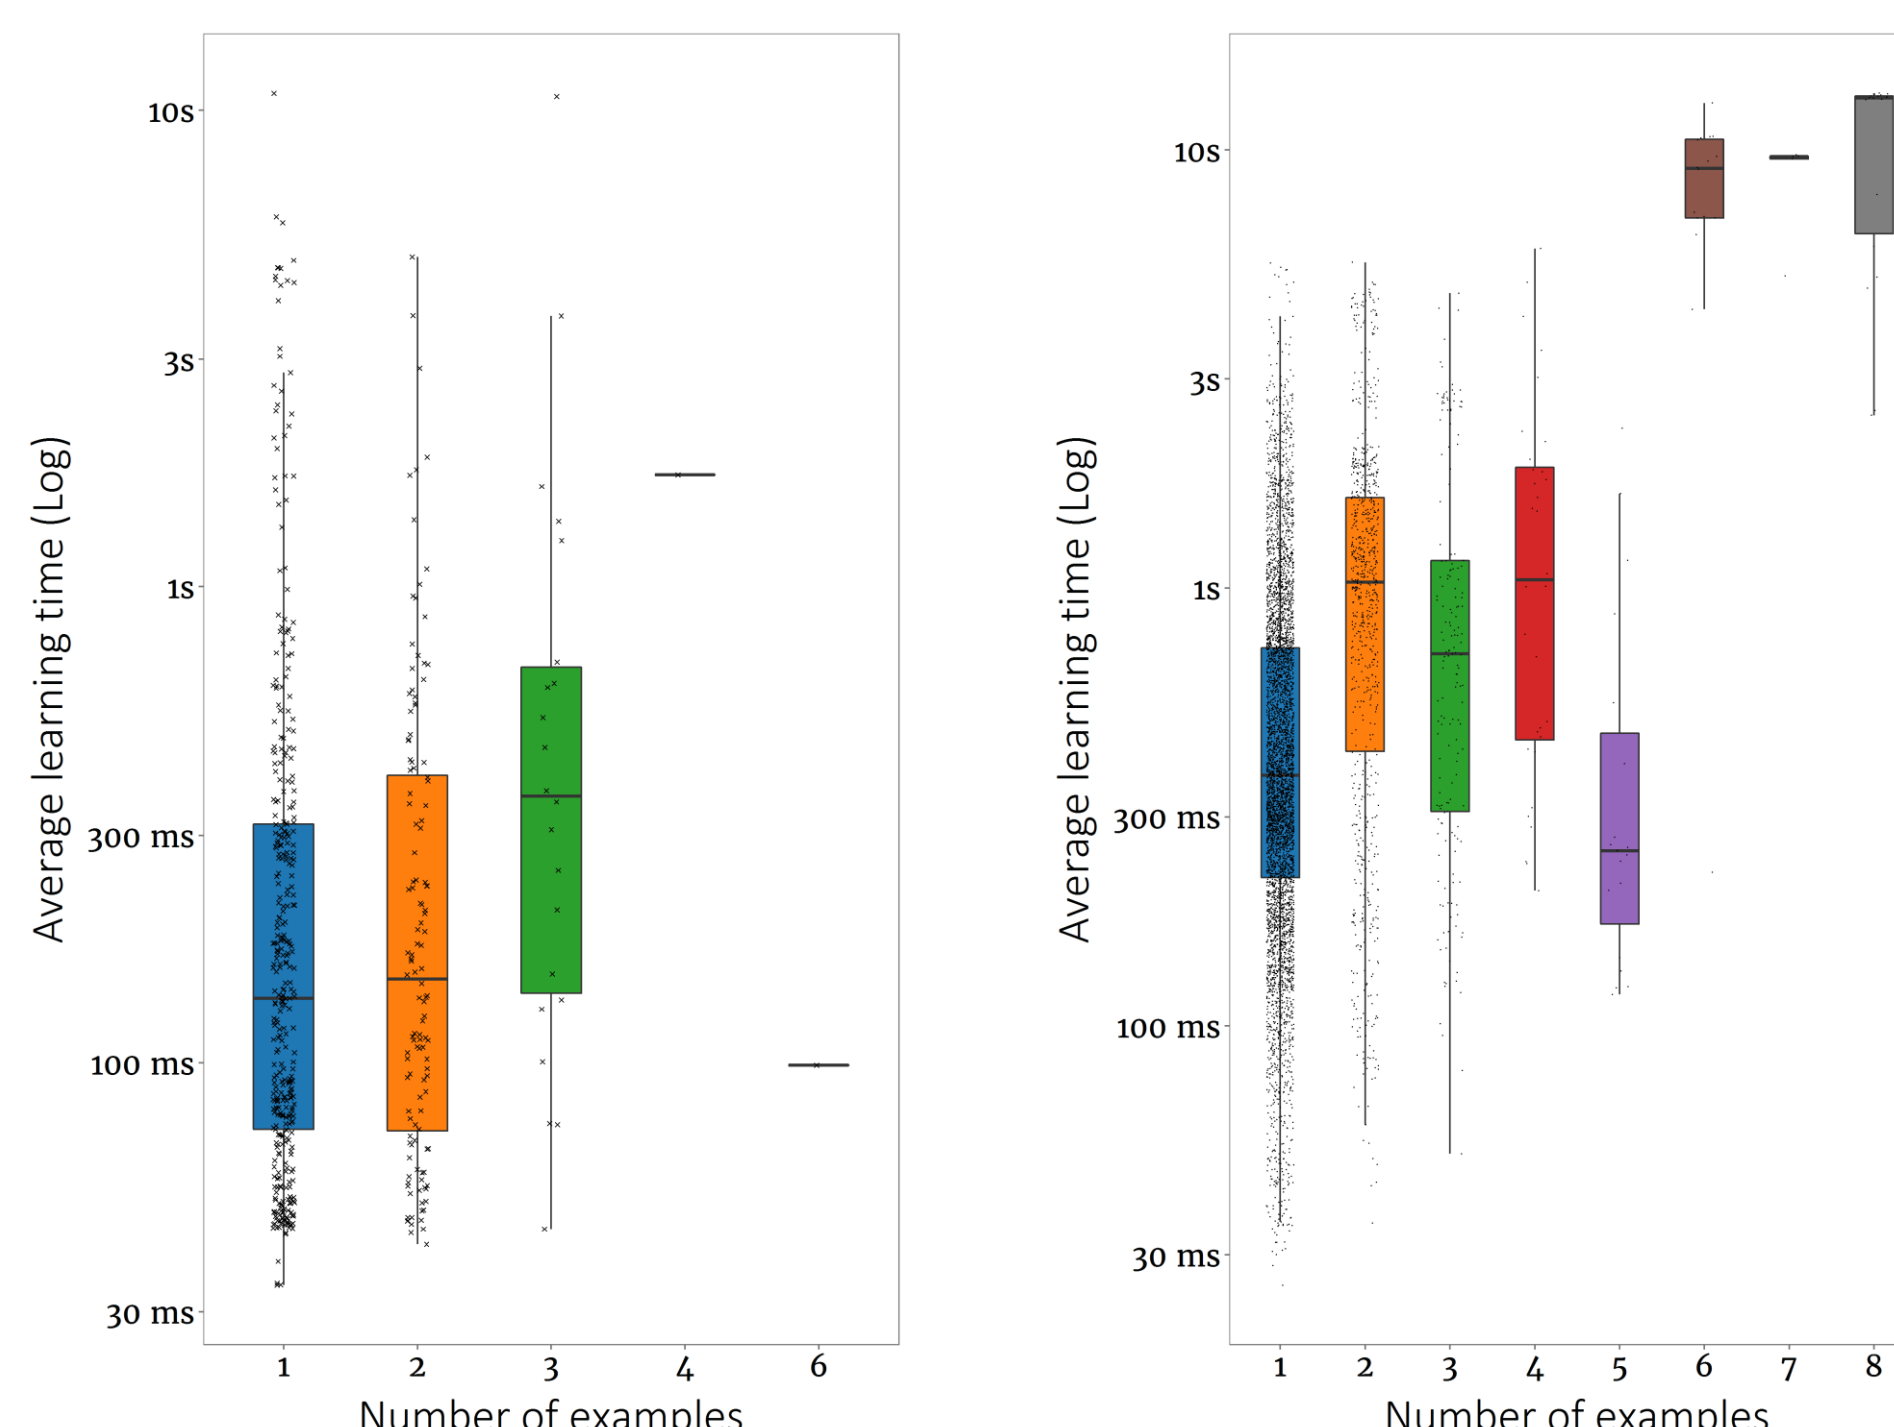 Average learning time (Log)
10s
3s
1s
300 ms
100 ms
30 ms
1 2 3 4 6
Number of examples
Average learning time (Log)
10s
3s
1s
300 ms
100 ms
30 ms
1 2 3 4 5 6 7 8
Number of examples